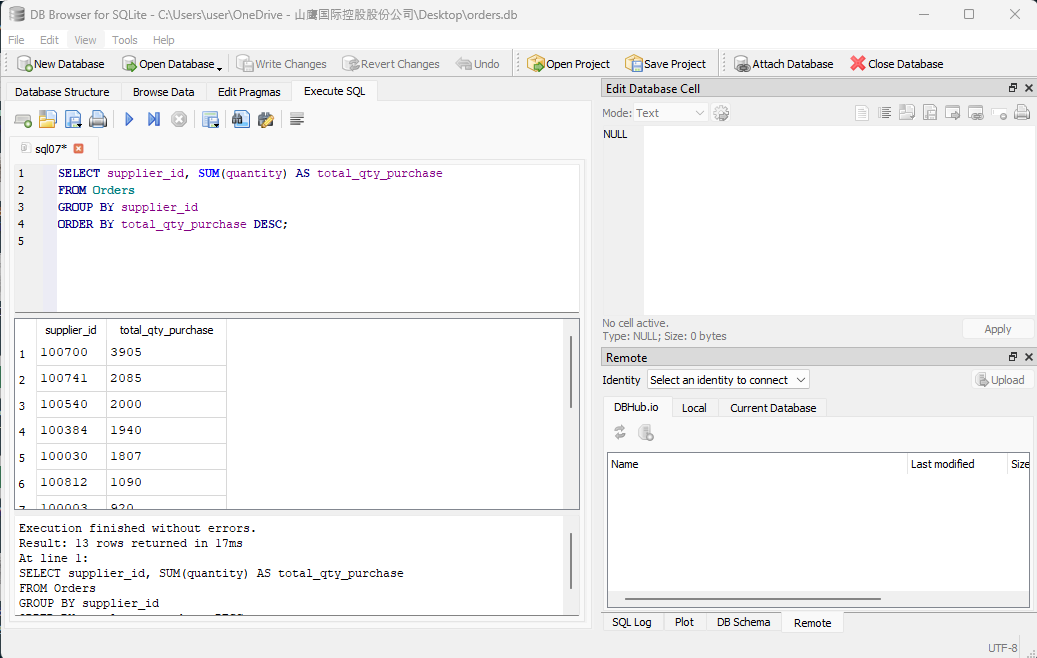 DB Browser for SQLite - C:\Users\user\OneDrive - 山鹰国际控股股份公司\Desktop\orders.db
File Edit View Tools Help
New Database Open Database Write Changes Revert Changes Undo Open Project Save Project Attach Database Close Database
Database Structure Browse Data Edit Pragmas Execute SQL
sql07*
1 SELECT supplier_id, SUM(quantity) AS total_qty_purchase
2 FROM Orders
3 GROUP BY supplier_id
4 ORDER BY total_qty_purchase DESC;
5
supplier_id total_qty_purchase
1 100700 3905
2 100741 2085
3 100540 2000
4 100384 1940
5 100030 1807
6 100812 1090
7 100003 920
Execution finished without errors.
Result: 13 rows returned in 17ms
At line 1:
SELECT supplier_id, SUM(quantity) AS total_qty_purchase
FROM Orders
GROUP BY supplier_id
Edit Database Cell
Mode: Text
NULL
No cell active.
Type: NULL; Size: 0 bytes
Apply
Remote
Identity Select an identity to connect Upload
DBHub.io Local Current Database
Name Last modified Size
SQL Log Plot DB Schema Remote
UTF-8